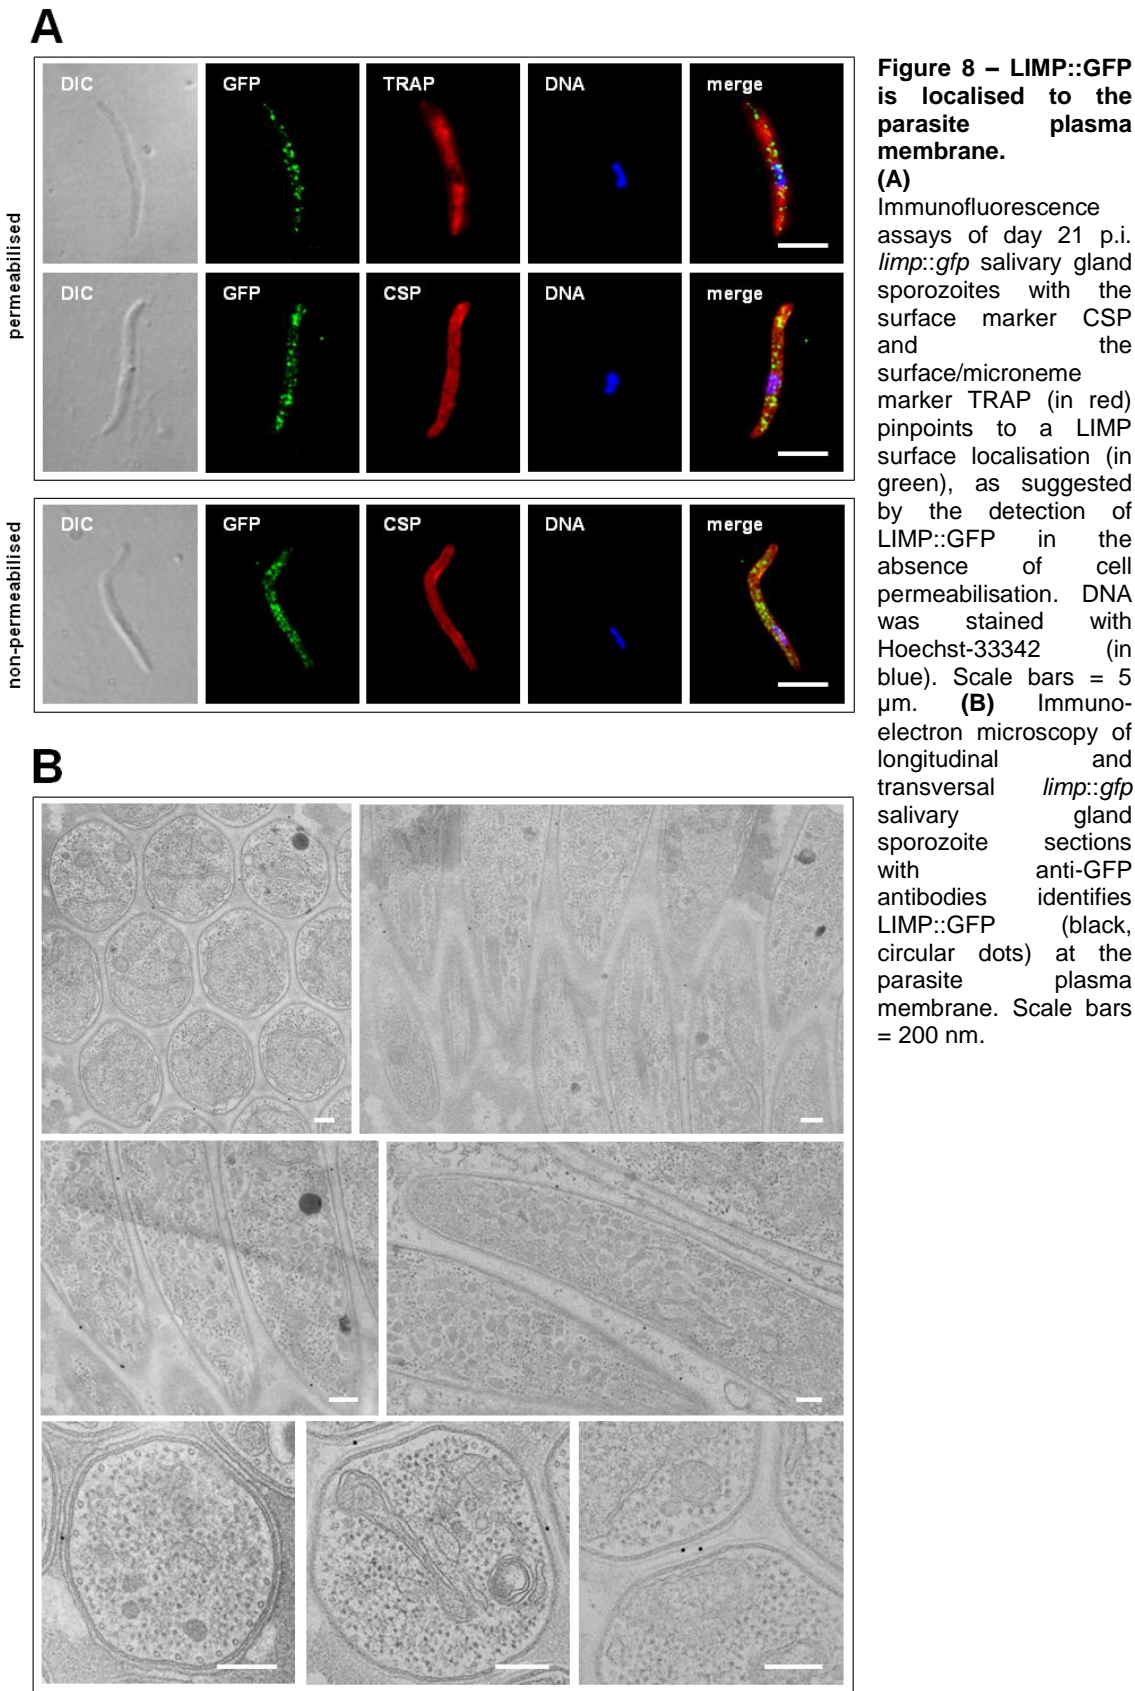 A
DIC GFP TRAP DNA merge
permeabilised
DIC GFP CSP DNA merge
DIC GFP CSP DNA merge
non-permeabilised
B
Figure 8 – LIMP::GFP
is localised to the
parasite plasma
membrane.
(A)
Immunofluorescence
assays of day 21 p.i.
limp::gfp salivary gland
sporozoites with the
surface marker CSP
and the
surface/microneme
marker TRAP (in red)
pinpoints to a LIMP
surface localisation (in
green), as suggested
by the detection of
LIMP::GFP in the
absence of cell
permeabilisation. DNA
was stained with
Hoechst-33342 (in
blue). Scale bars = 5
µm. (B) Immuno-
electron microscopy of
longitudinal and
transversal limp::gfp
salivary gland
sporozoite sections
with anti-GFP
antibodies identifies
LIMP::GFP (black,
circular dots) at the
parasite plasma
membrane. Scale bars
= 200 nm.